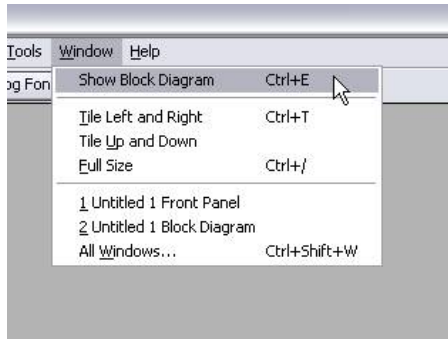 Tools Window Help
og Fon
Show Block Diagram Ctrl+E
Tile Left and Right Ctrl+T
Tile Up and Down
Full Size Ctrl+/
1 Untitled 1 Front Panel
2 Untitled 1 Block Diagram
All Windows... Ctrl+Shift+W